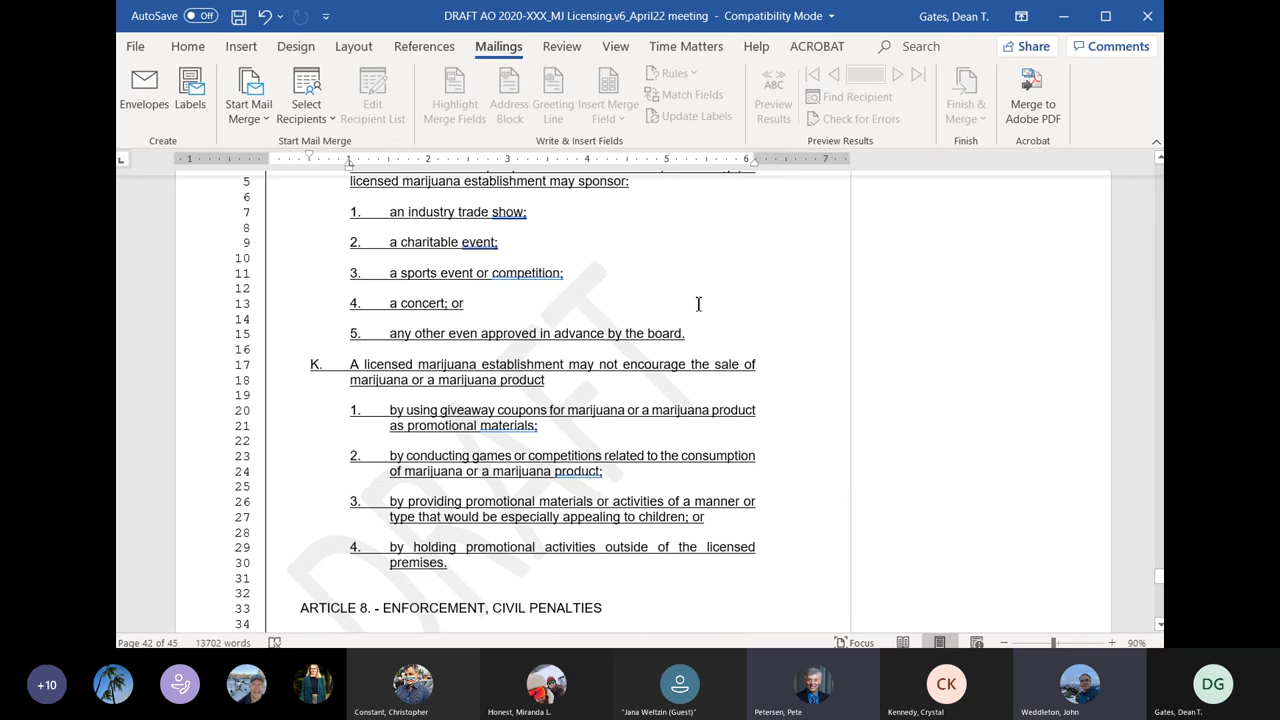 AutoSave Off
DRAFT AO 2020-XXX_MJ Licensing.v6_April22 meeting - Compatibility Mode
Gates, Dean T.
File Home Insert Design Layout References Mailings Review View Time Matters Help ACROBAT Search Share Comments
Envelopes Labels
Start Mail Merge
Select Recipients
Edit Recipient List
Highlight Merge Fields
Address Block
Greeting Line
Insert Merge Field
Rules
Match Fields
Update Labels
ABC
Preview Results
Find Recipient
Check for Errors
Finish & Merge
Merge to Adobe PDF
Create Start Mail Merge Write & Insert Fields Preview Results Finish Acrobat
1 1 2 3 4 5 6 7
5 licensed marijuana establishment may sponsor:
6
7 1. an industry trade show;
8
9 2. a charitable event;
10
11 3. a sports event or competition;
12
13 4. a concert; or
14
15 5. any other even approved in advance by the board.
16
17 K. A licensed marijuana establishment may not encourage the sale of
18 marijuana or a marijuana product
19
20 1. by using giveaway coupons for marijuana or a marijuana product
21 as promotional materials;
22
23 2. by conducting games or competitions related to the consumption
24 of marijuana or a marijuana product;
25
26 3. by providing promotional materials or activities of a manner or
27 type that would be especially appealing to children; or
28
29 4. by holding promotional activities outside of the licensed
30 premises.
31
32
33 ARTICLE 8. - ENFORCEMENT, CIVIL PENALTIES
34
DRAFT
Page 42 of 45 13702 words Focus 90%
+10 CK DG
Constant, Christopher Honest, Miranda L. "Jana Weltzin (Guest)" Petersen, Pete Kennedy, Crystal Weddleton, John Gates, Dean T.